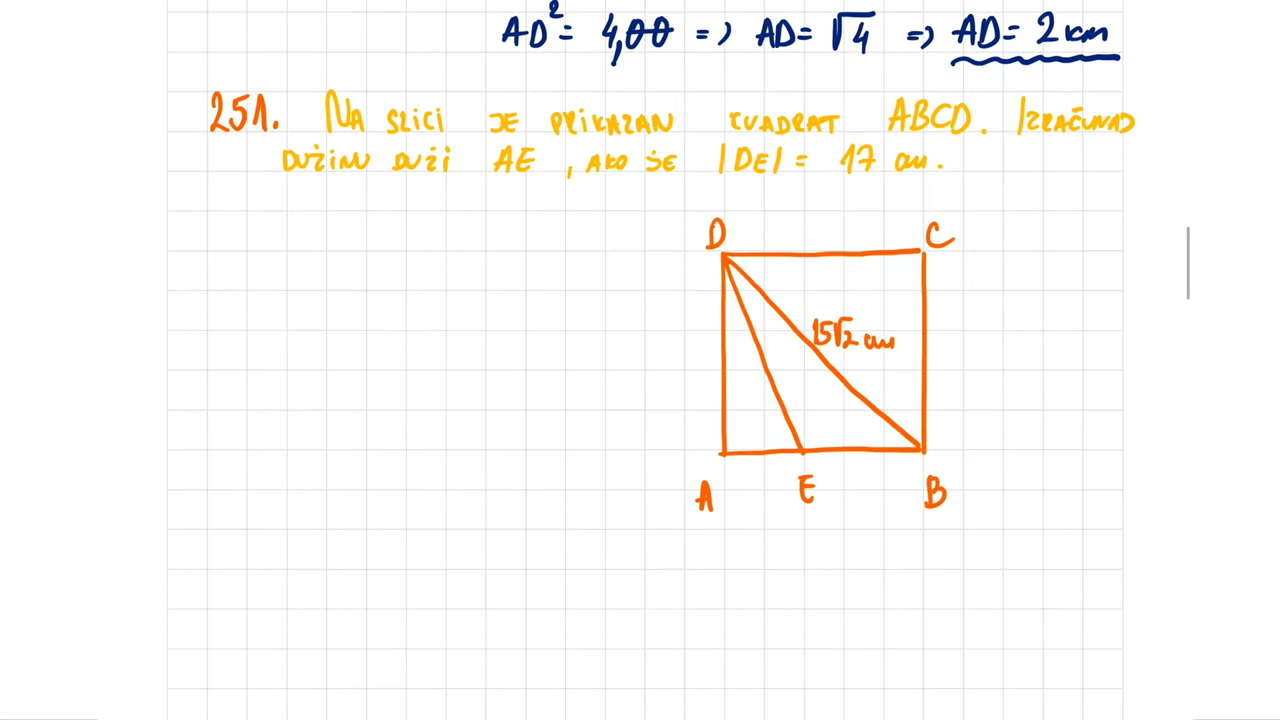 AD² = 4,00 => AD = √4 => AD = 2 km
251. NA SLICI JE PRIKAZAN KVADRAT ABCD. IZRAČUNAJ
DUŽINU DUŽI AE, AKO JE |DE| = 17 cm.
D C
15√2 cm
A E B